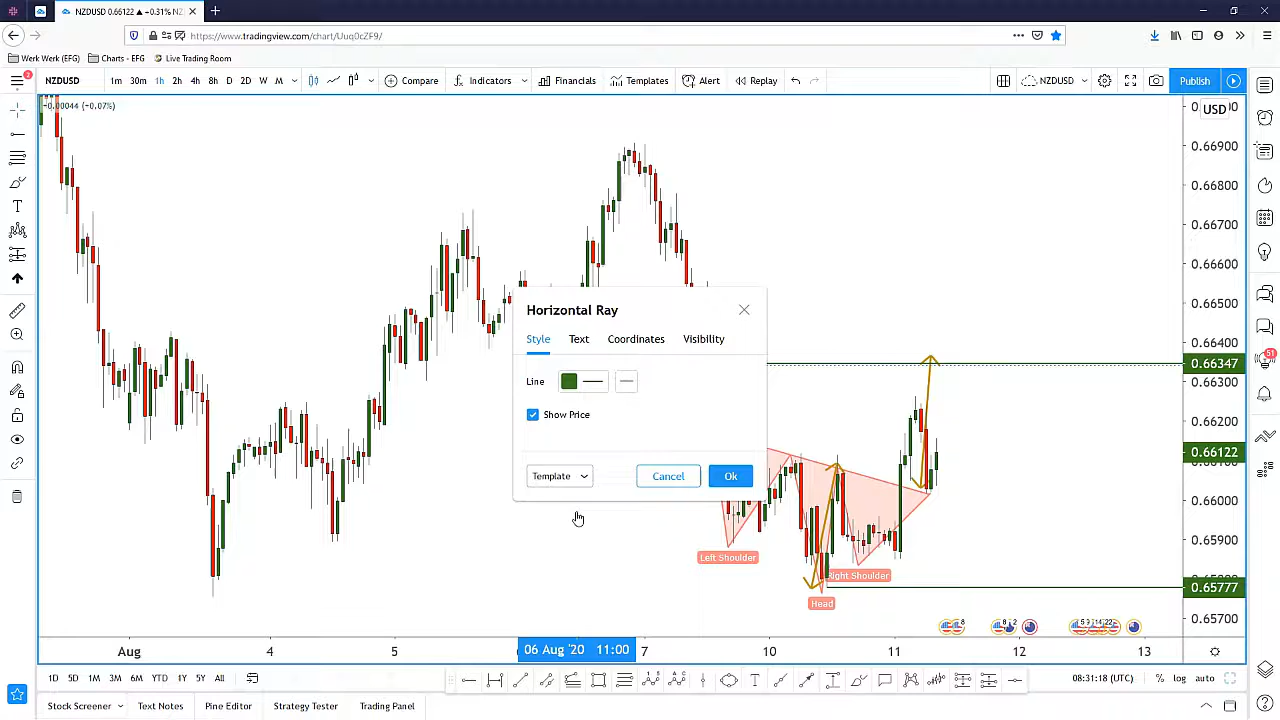 NZDUSD 0.66122 ▲ +0.31% NZ
https://www.tradingview.com/chart/Uuq0cZF9/
Werk Werk (EFG) Charts - EFG Live Trading Room
2 NZDUSD 1m 30m 1h 2h 4h 8h D 2D W M Compare Indicators Financials Templates Alert Replay NZDUSD Publish
-0.00044 (+0.07%)
USD
0.66900
0.66800
0.66700
0.66600
0.66500
0.66400
0.66347
0.66300
0.66200
0.66122
0.66000
0.65900
0.65777
0.65700
Horizontal Ray
Style Text Coordinates Visibility
Line
Show Price
Template Cancel Ok
Left Shoulder
Right Shoulder
Head
51
Aug 4 5 06 Aug '20 11:00 7 10 11 12 13
1D 5D 1M 3M 6M YTD 1Y 5Y All 08:31:18 (UTC) % log auto
Stock Screener Text Notes Pine Editor Strategy Tester Trading Panel